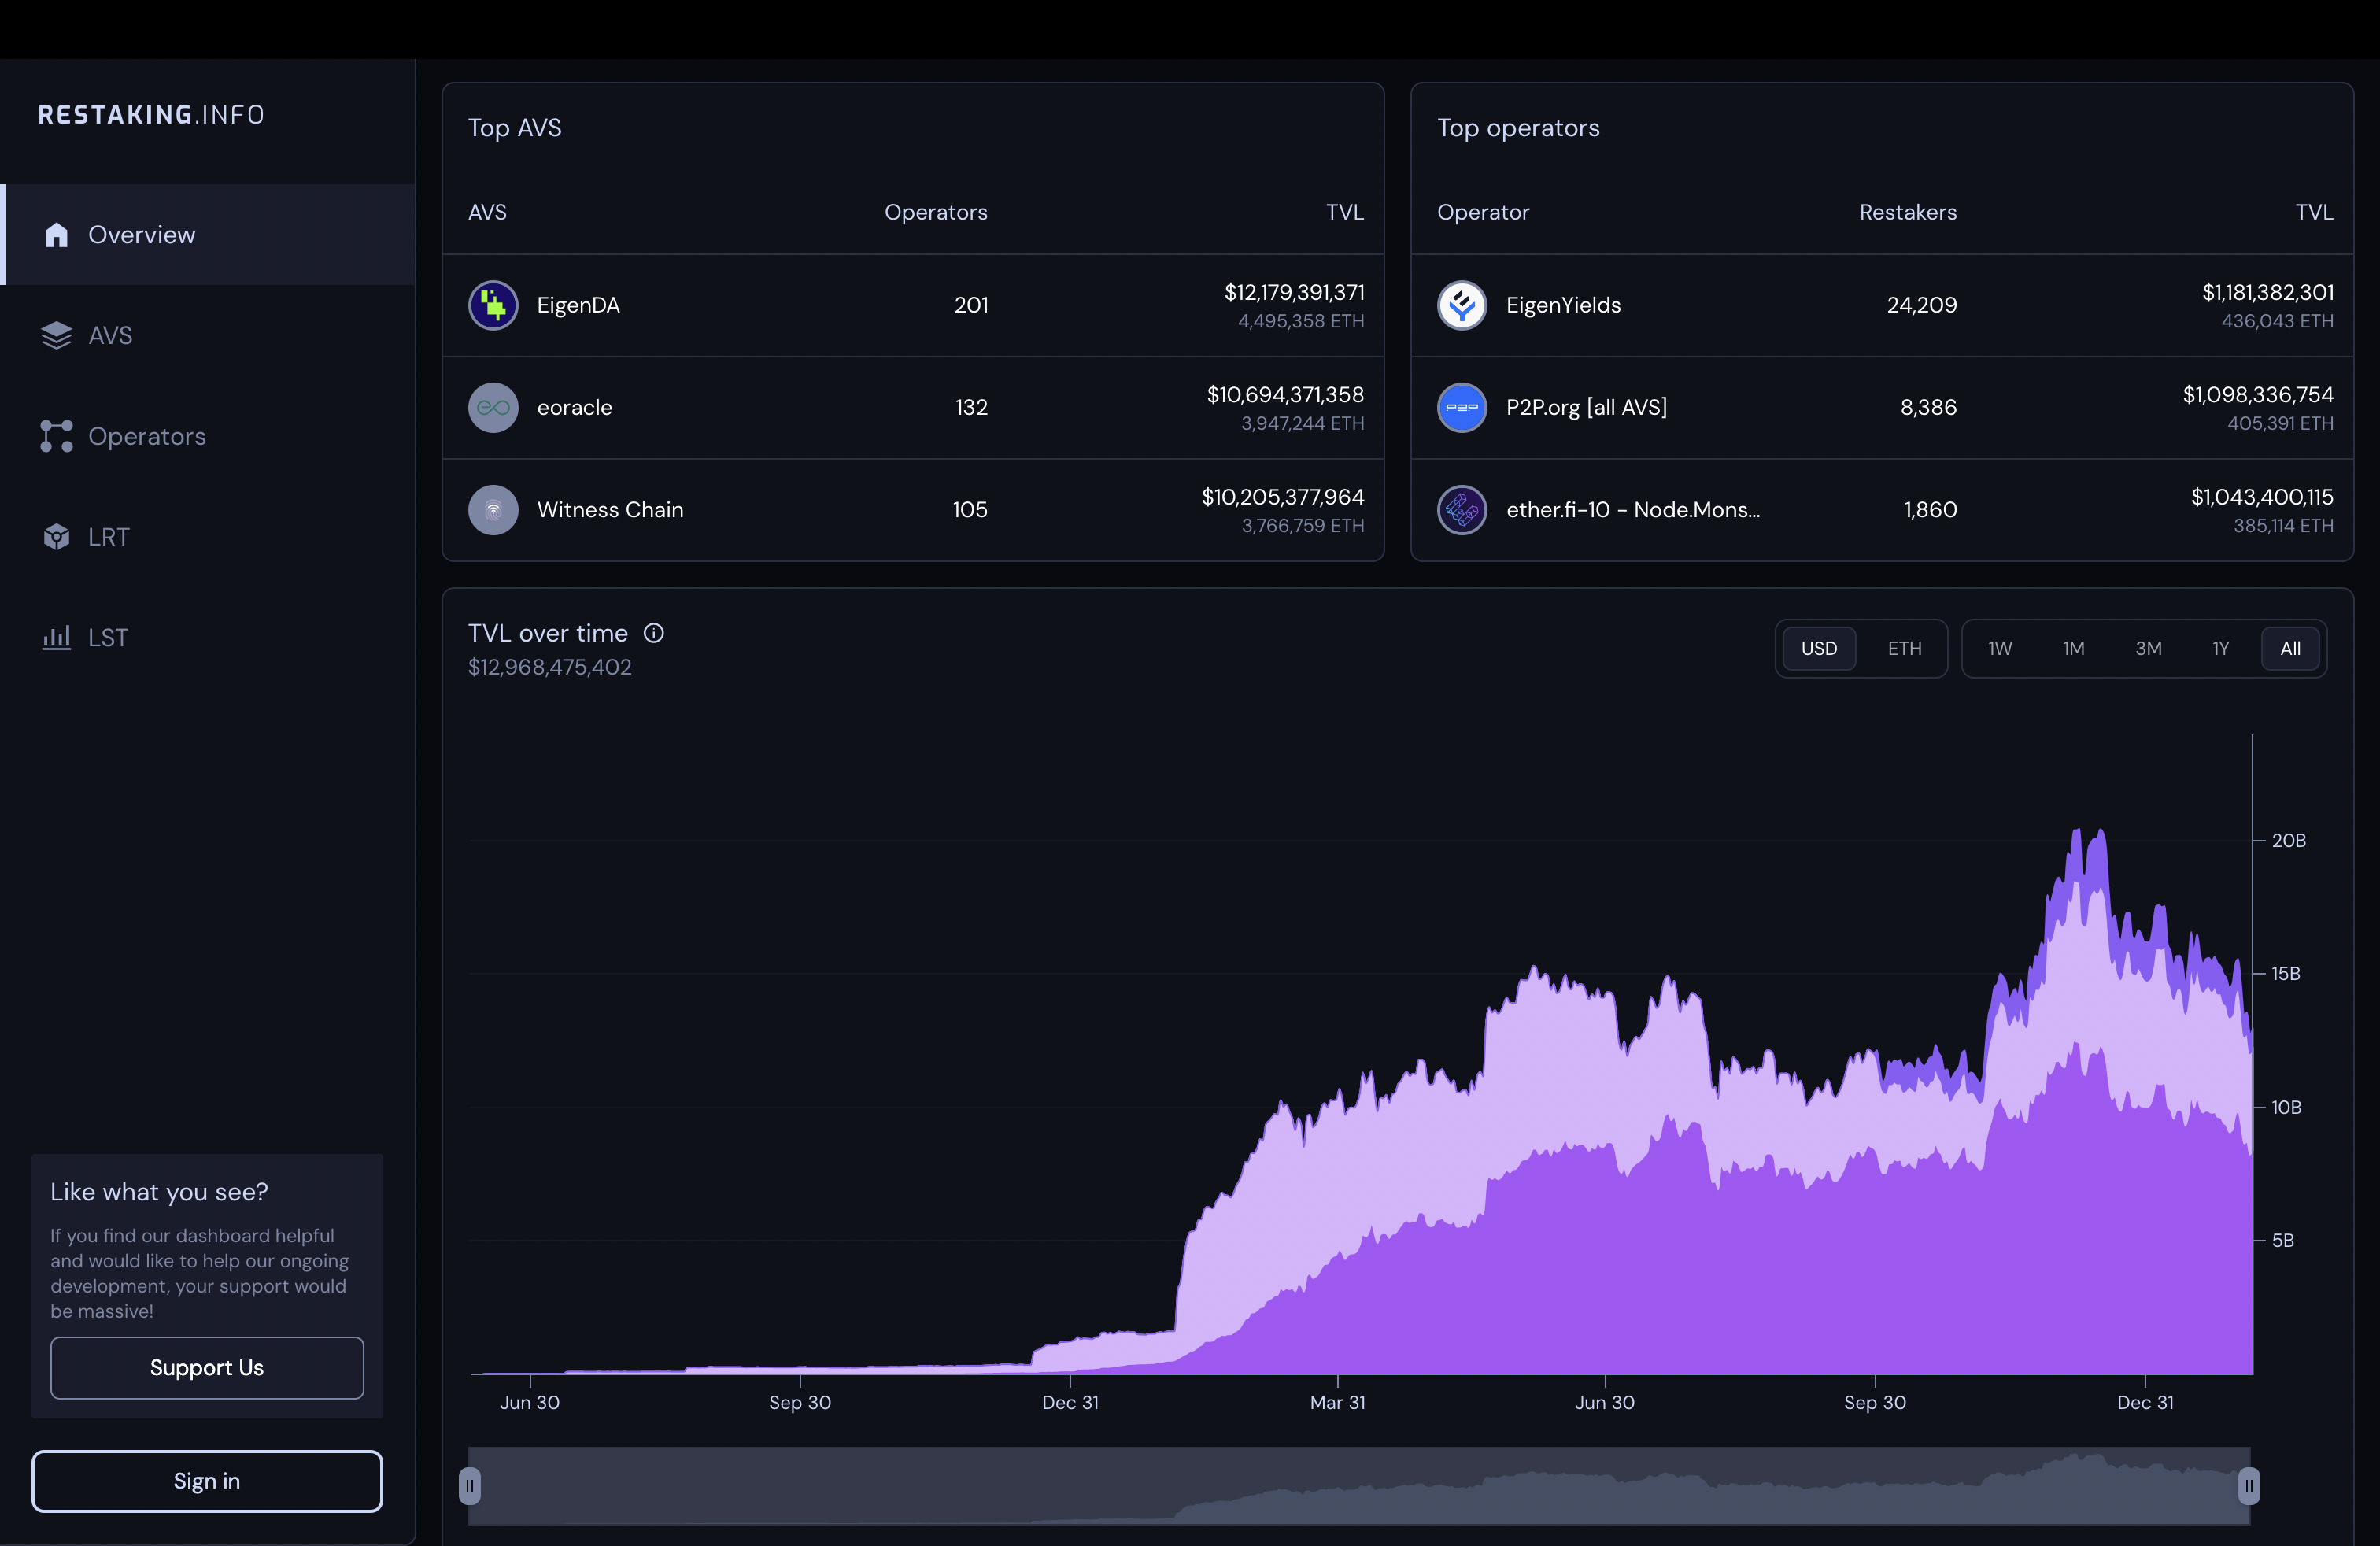 RESTAKING.INFO
Overview
AVS
Operators
LRT
LST
Like what you see?
If you find our dashboard helpful
and would like to help our ongoing
development, your support would
be massive!
Support Us
Sign in
Top AVS
AVS Operators TVL
EigenDA 201 $12,179,391,371
4,495,358 ETH
eoracle 132 $10,694,371,358
3,947,244 ETH
Witness Chain 105 $10,205,377,964
3,766,759 ETH
Top operators
Operator Restakers TVL
EigenYields 24,209 $1,181,382,301
436,043 ETH
P2P P2P.org [all AVS] 8,386 $1,098,336,754
405,391 ETH
ether.fi-10 - Node.Mons... 1,860 $1,043,400,115
385,114 ETH
TVL over time
$12,968,475,402
USD ETH 1W 1M 3M 1Y All
20B
15B
10B
5B
Jun 30 Sep 30 Dec 31 Mar 31 Jun 30 Sep 30 Dec 31